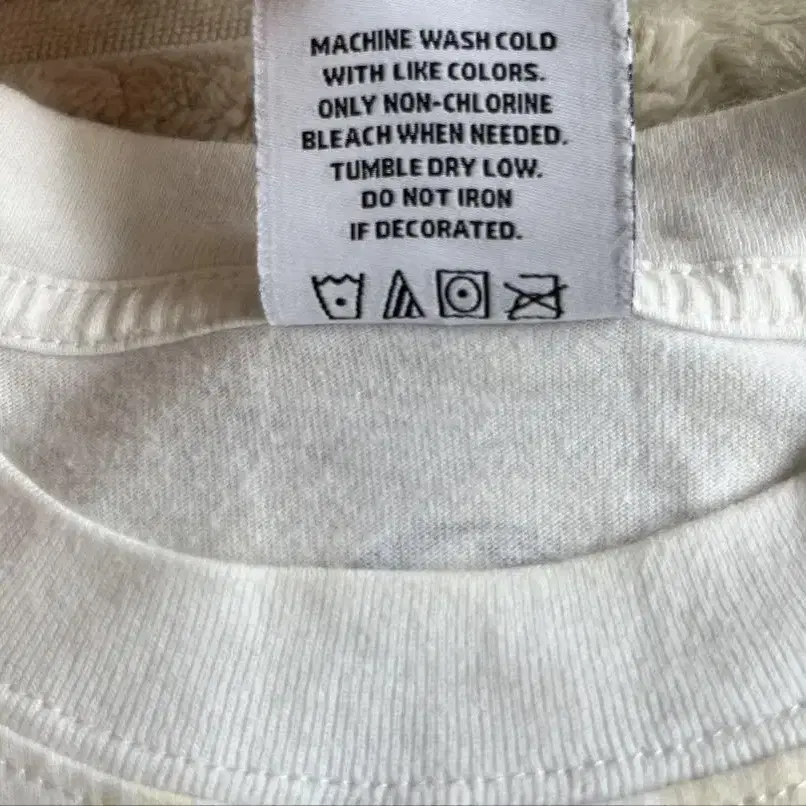 MACHINE WASH COLD
WITH LIKE COLORS.
ONLY NON-CHLORINE
BLEACH WHEN NEEDED.
TUMBLE DRY LOW.
DO NOT IRON
IF DECORATED.